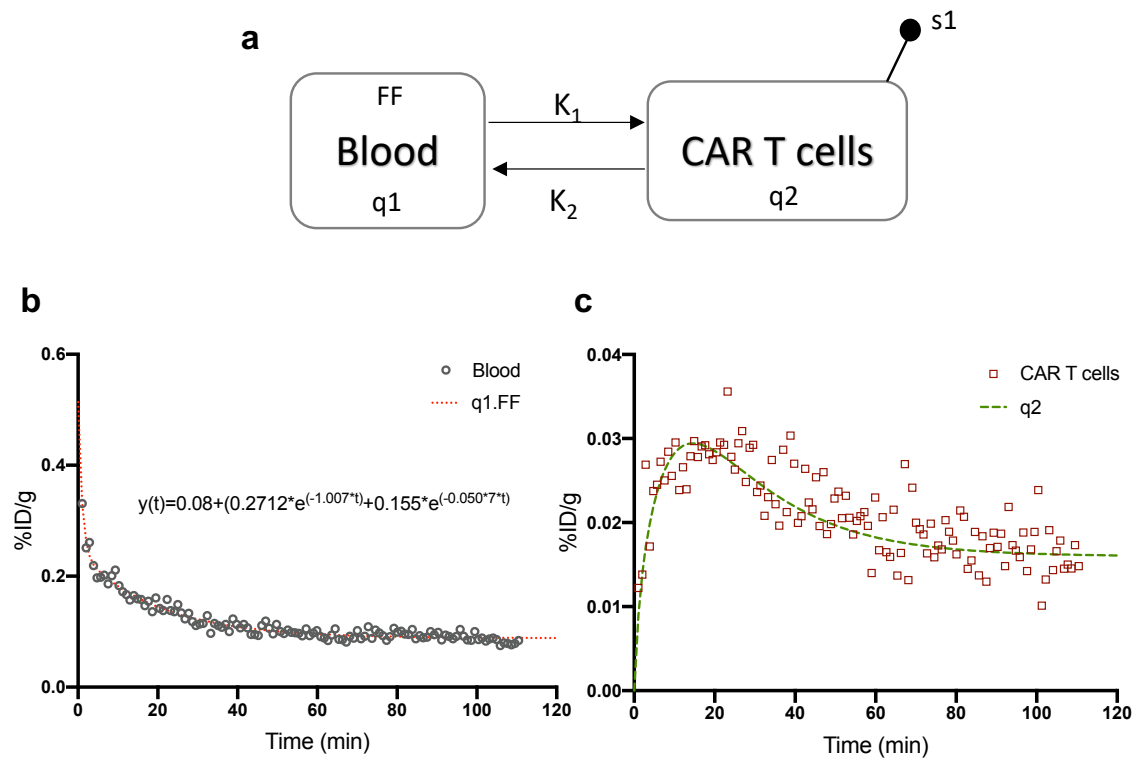 a
s1
FF
Blood
q1
K1
K2
CAR T cells
q2
b
%ID/g
0.6
0.4
0.2
0.0
Blood
q1.FF
y(t)=0.08+(0.2712*e(-1.007*t)+0.155*e(-0.050*7*t)
0 20 40 60 80 100 120
Time (min)
c
%ID/g
0.04
0.03
0.02
0.01
0.00
CAR T cells
q2
0 20 40 60 80 100 120
Time (min)